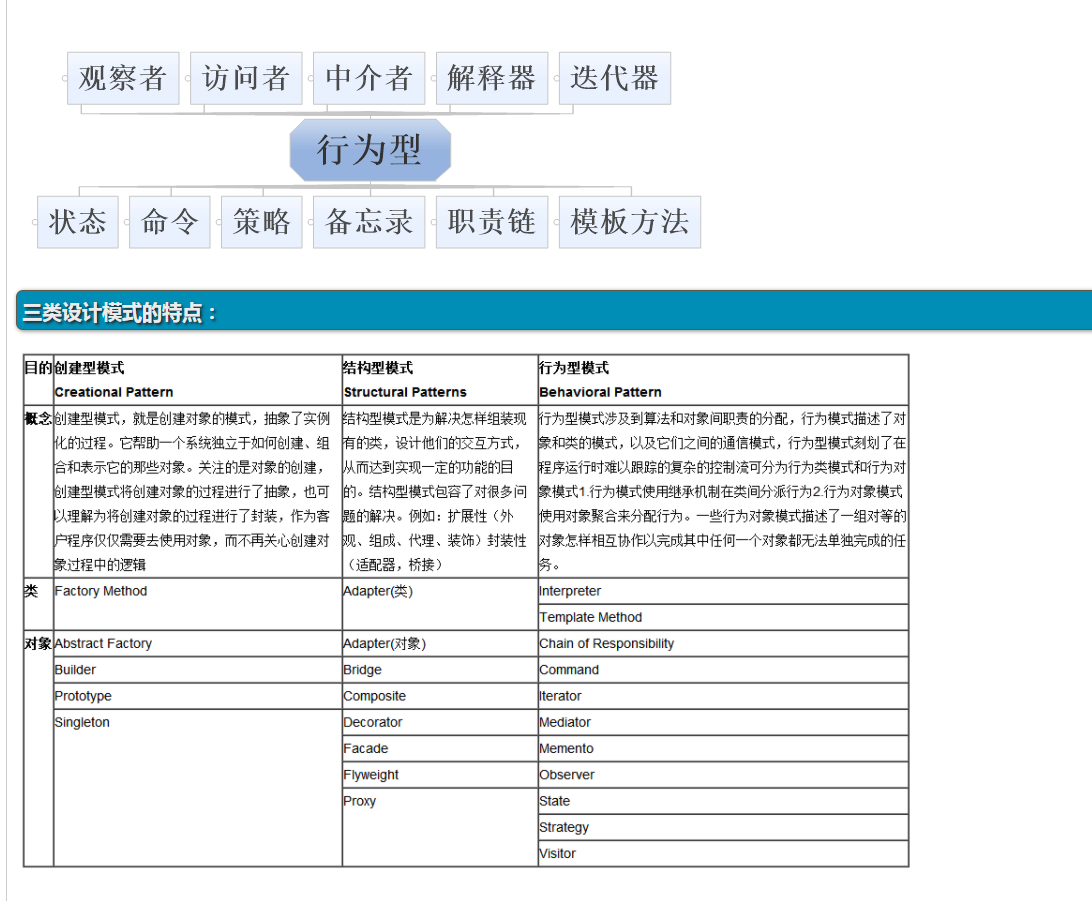 观察者 访问者 中介者 解释器 迭代器
行为型
状态 命令 策略 备忘录 职责链 模板方法
三类设计模式的特点：
目的 创建型模式 结构型模式 行为型模式
Creational Pattern Structural Patterns Behavioral Pattern
概念 创建型模式，就是创建对象的模式，抽象了实例 结构型模式是为解决怎样组装现 行为型模式涉及到算法和对象间职责的分配，行为模式描述了对
化的过程。它帮助一个系统独立于如何创建、组 有的类，设计他们的交互方式， 象和类的模式，以及它们之间的通信模式，行为型模式刻划了在
合和表示它的那些对象。关注的是对象的创建， 从而达到实现一定的功能的目 程序运行时难以跟踪的复杂的控制流可分为行为类模式和行为对
创建型模式将创建对象的过程进行了抽象，也可 的。结构型模式包容了对很多问 象模式1.行为模式使用继承机制在类间分派行为2.行为对象模式
以理解为将创建对象的过程进行了封装，作为客 题的解决。例如：扩展性（外 使用对象聚合来分配行为。一些行为对象模式描述了一组对等的
户程序仅仅需要去使用对象，而不再关心创建对 观、组成、代理、装饰）封装性 对象怎样相互协作以完成其中任何一个对象都无法单独完成的任
象过程中的逻辑 （适配器，桥接） 务。
类 Factory Method Adapter(类) Interpreter
Template Method
对象 Abstract Factory Adapter(对象) Chain of Responsibility
Builder Bridge Command
Prototype Composite Iterator
Singleton Decorator Mediator
Facade Memento
Flyweight Observer
Proxy State
Strategy
Visitor